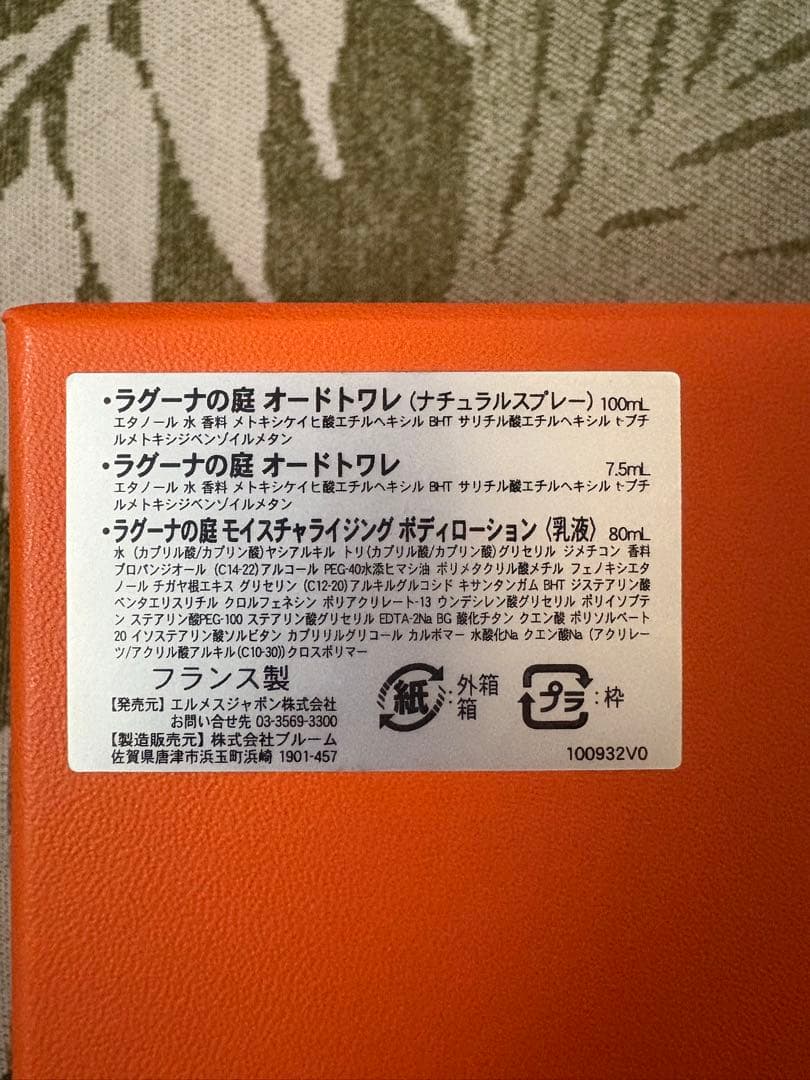 ・ラグーナの庭 オードトワレ (ナチュラルスプレー) 100mL
エタノール 水 香料 メトキシケイヒ酸エチルヘキシル BHT サリチル酸エチルヘキシル t-ブチ
ルメトキシジベンゾイルメタン
・ラグーナの庭 オードトワレ 7.5mL
エタノール 水 香料 メトキシケイヒ酸エチルヘキシル BHT サリチル酸エチルヘキシル t-ブチ
ルメトキシジベンゾイルメタン
・ラグーナの庭 モイスチャライジング ボディローション〈乳液〉 80mL
水 (カプリル酸/カプリン酸)ヤシアルキル トリ(カプリル酸/カプリン酸)グリセリル ジメチコン 香料
プロパンジオール (C14-22)アルコール PEG-40水添ヒマシ油 ポリメタクリル酸メチル フェノキシエタ
ノール チガヤ根エキス グリセリン (C12-20)アルキルグルコシド キサンタンガム BHT ジステアリン酸
ペンタエリスリチル クロルフェネシン ポリアクリレート-13 ウンデシレン酸グリセリル ポリイソブテ
ン ステアリン酸PEG-100 ステアリン酸グリセリル EDTA-2Na BG 酸化チタン クエン酸 ポリソルベート
20 イソステアリン酸ソルビタン カプリリルグリコール カルボマー 水酸化Na クエン酸Na (アクリレー
ツ/アクリル酸アルキル(C10-30))クロスポリマー
フランス製
【発売元】エルメスジャポン株式会社
お問い合せ先 03-3569-3300
【製造販売元】株式会社ブルーム
佐賀県唐津市浜玉町浜崎 1901-457
紙:外箱
箱
プラ:枠
100932V0